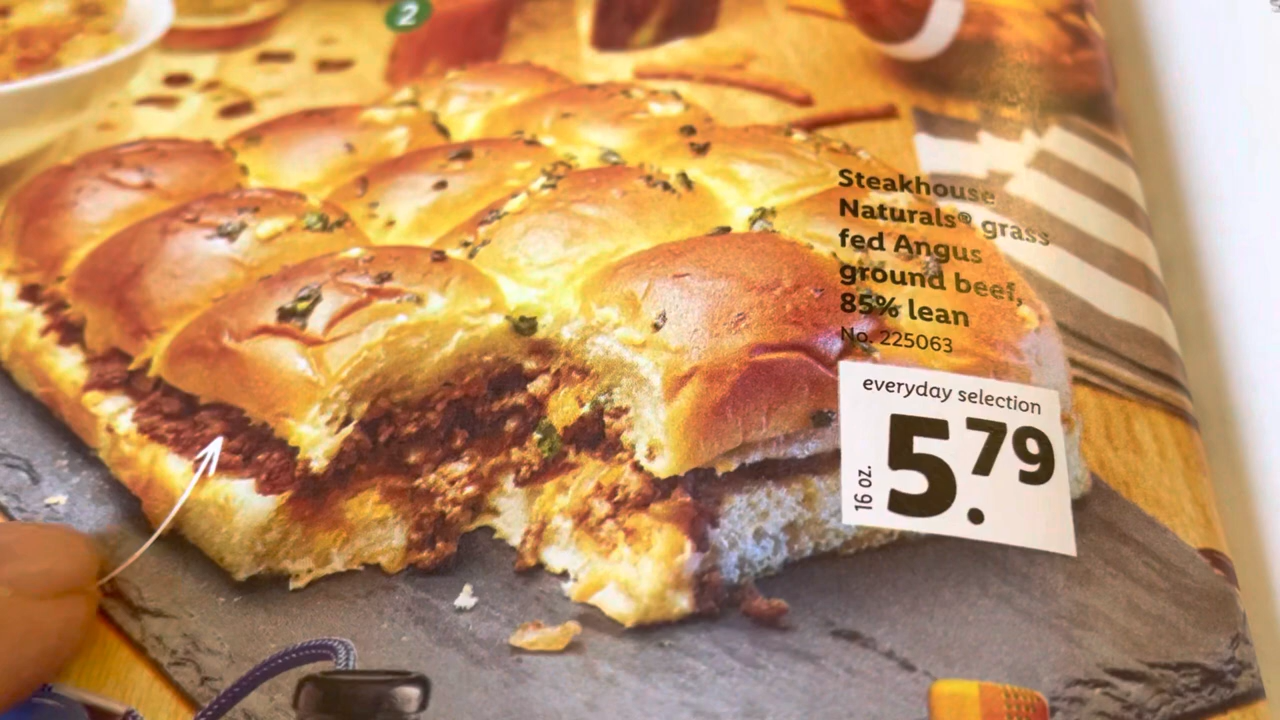 2
Steakhouse
Naturals® grass
fed Angus
ground beef,
85% lean
No. 225063
everyday selection
16 oz.
5.79